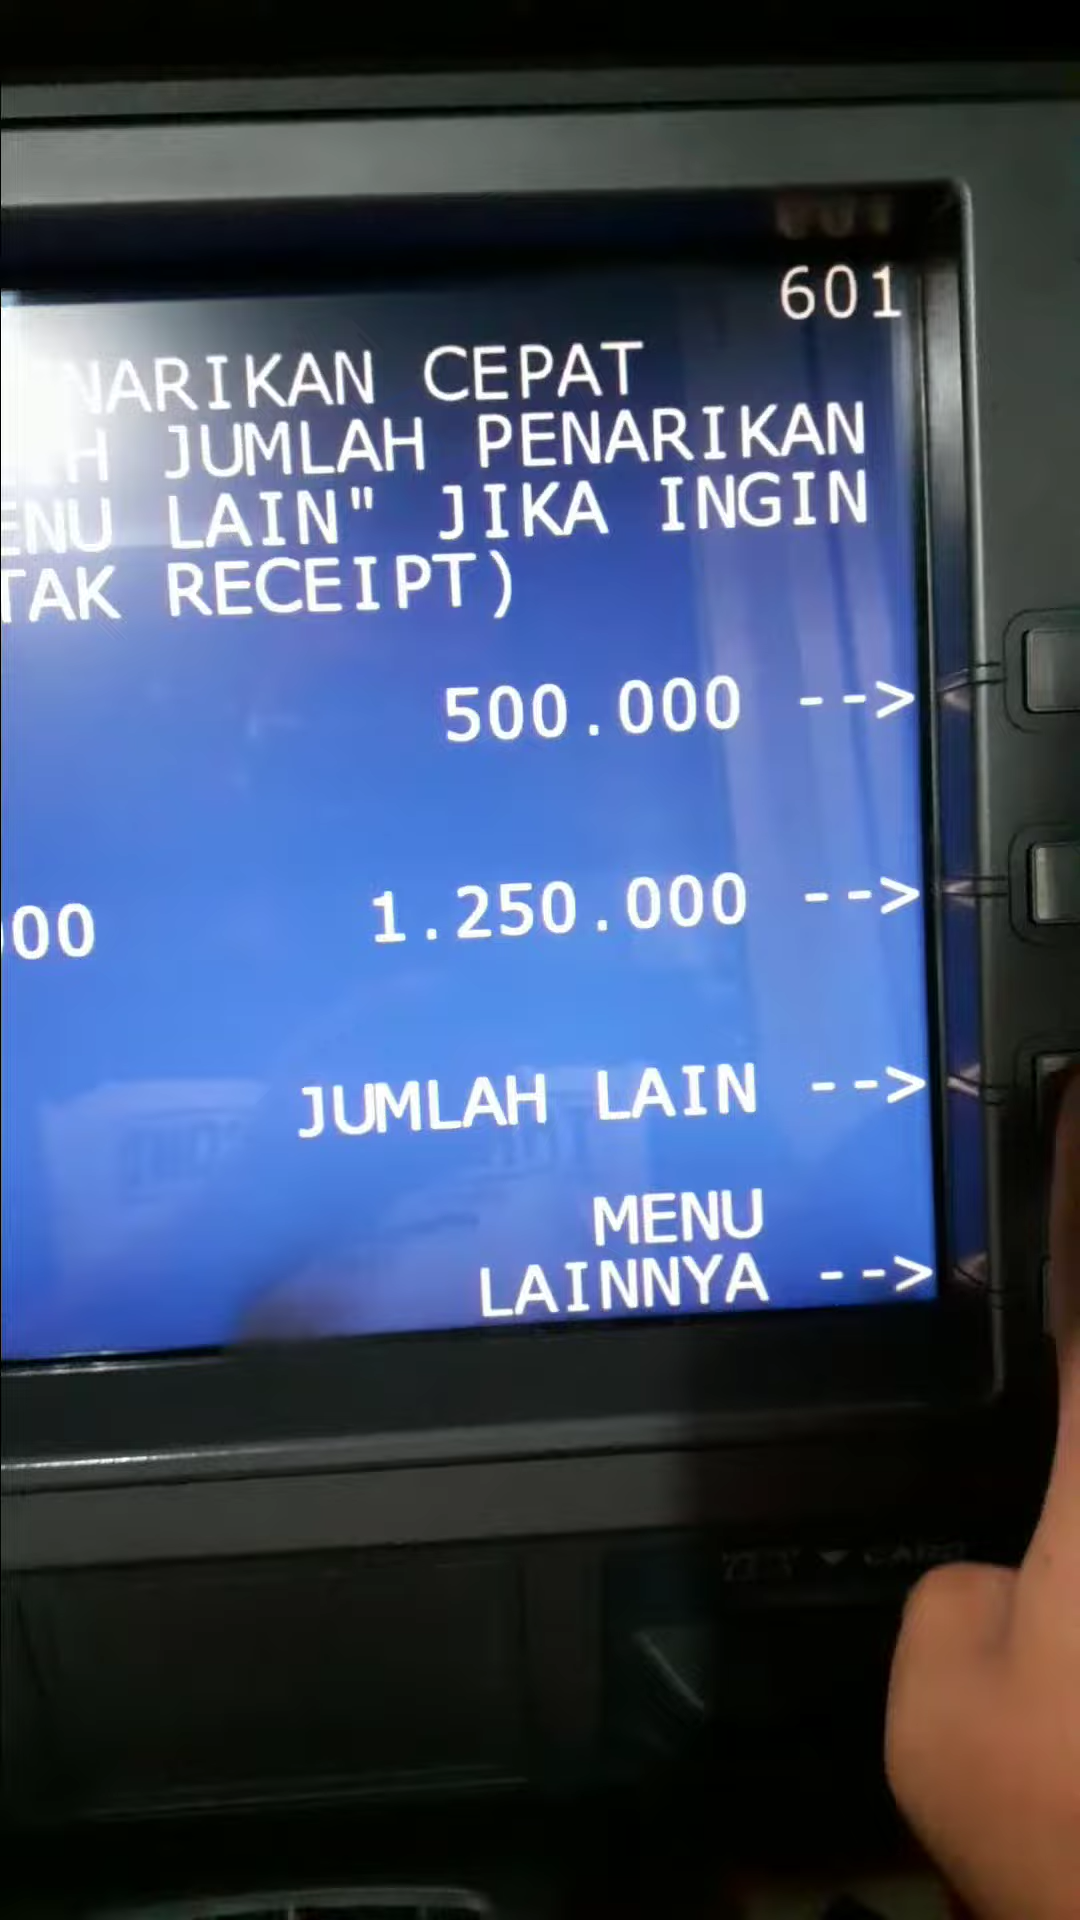 601
NARIKAN CEPAT
H JUMLAH PENARIKAN
ENU LAIN" JIKA INGIN
TAK RECEIPT)
500.000 -->
00 1.250.000 -->
JUMLAH LAIN -->
MENU
LAINNYA -->